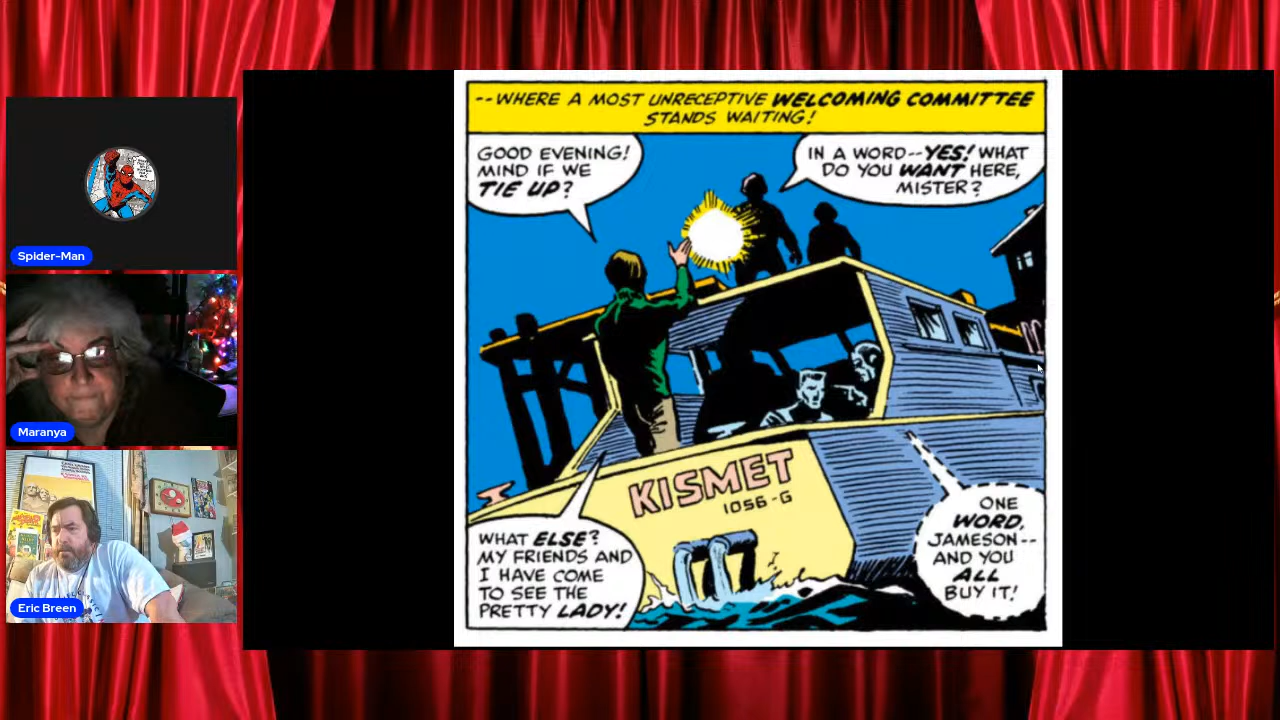 --WHERE A MOST UNRECEPTIVE WELCOMING COMMITTEE
STANDS WAITING!
GOOD EVENING!
MIND IF WE
TIE UP?
IN A WORD--YES! WHAT
DO YOU WANT HERE,
MISTER?
KISMET
1056-G
WHAT ELSE?
MY FRIENDS AND
I HAVE COME
TO SEE THE
PRETTY LADY!
ONE
WORD,
JAMESON--
AND YOU
ALL
BUY IT!
Spider-Man
Maranya
Eric Breen